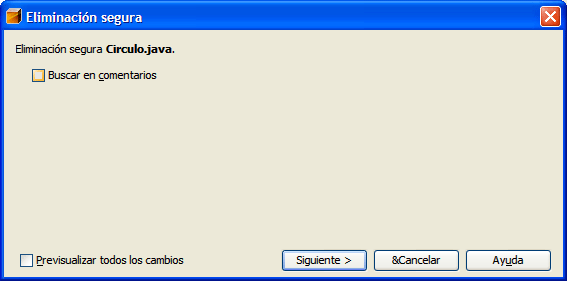 Eliminación segura
Eliminación segura Circulo.java.
Buscar en comentarios
Previsualizar todos los cambios
Siguiente >
&Cancelar
Ayuda